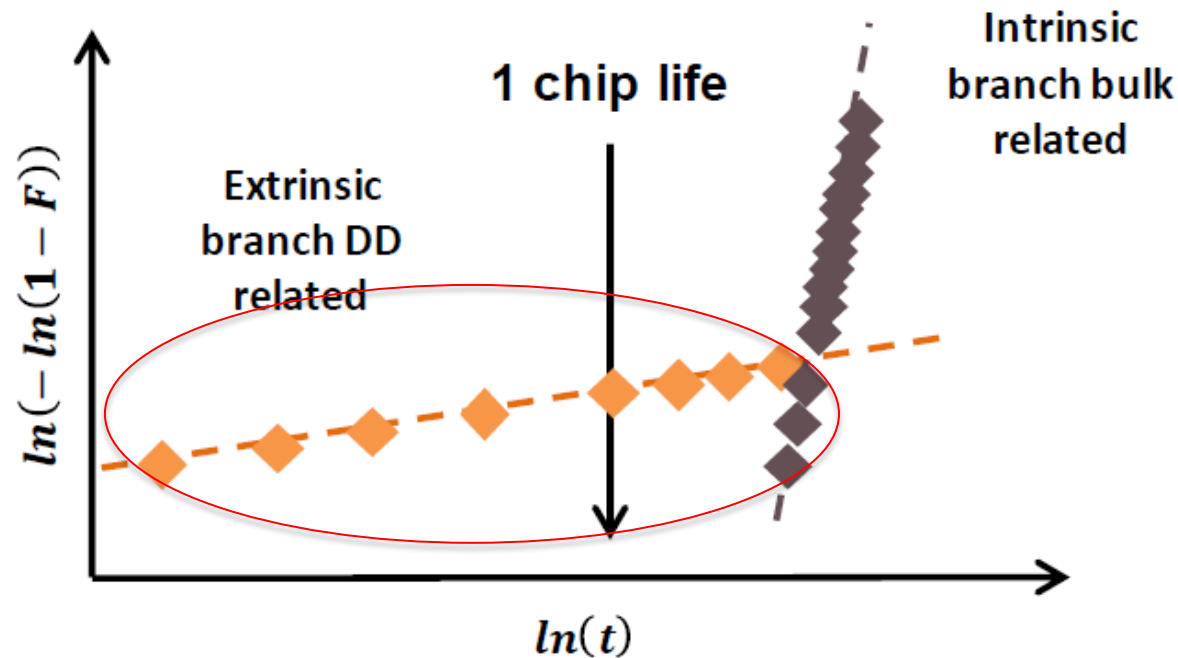 1 chip life
Intrinsic
branch bulk
related
Extrinsic
branch DD
related
ln(− ln(1 − F))
ln(t)